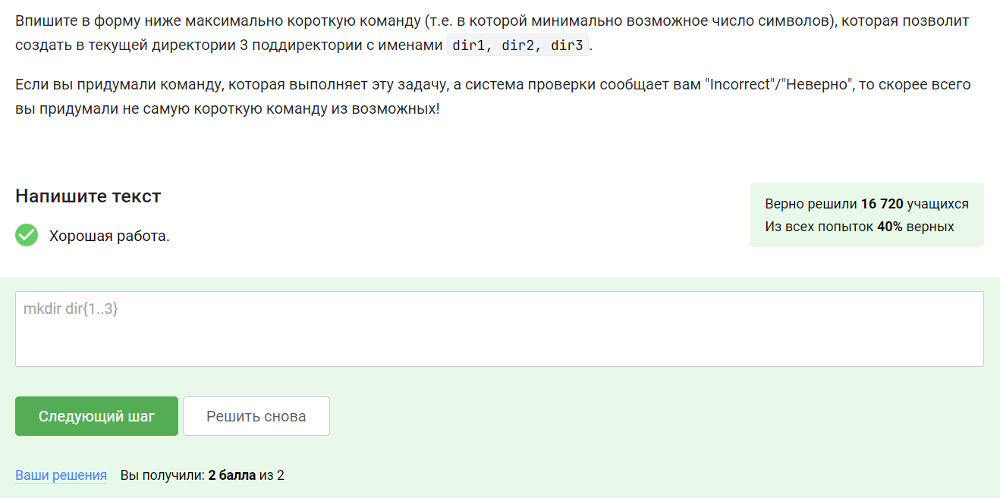 Впишите в форму ниже максимально короткую команду (т.е. в которой минимально возможное число символов), которая позволит
создать в текущей директории 3 поддиректории с именами dir1, dir2, dir3.
Если вы придумали команду, которая выполняет эту задачу, а система проверки сообщает вам "Incorrect"/"Неверно", то скорее всего
вы придумали не самую короткую команду из возможных!
Напишите текст
Хорошая работа.
Верно решили 16 720 учащихся
Из всех попыток 40% верных
mkdir dir{1..3}
Следующий шаг
Решить снова
Ваши решения
Вы получили: 2 балла из 2